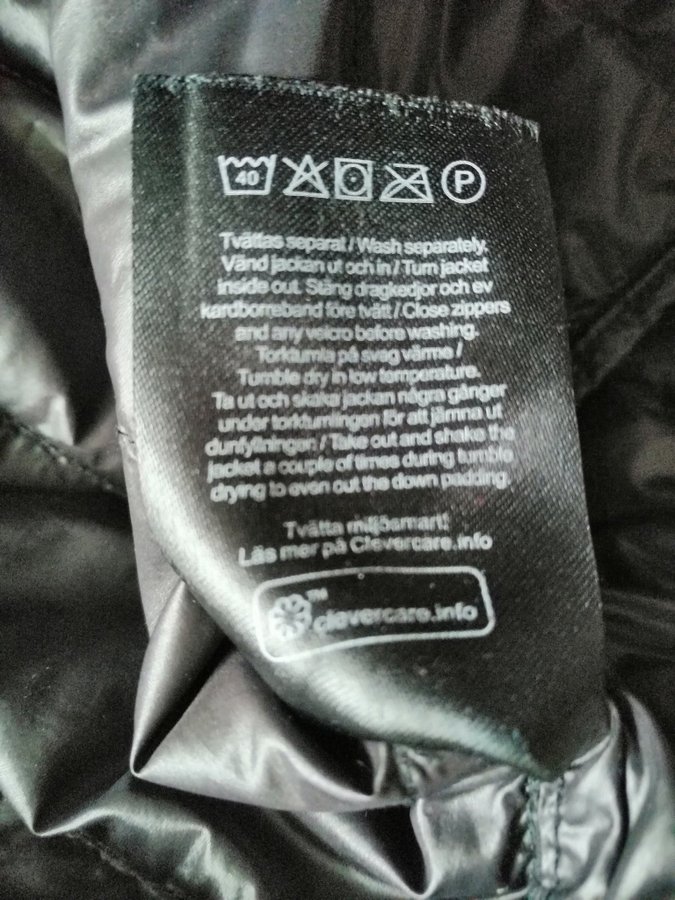 40 P
Tvättas separat / Wash separately.
Vänd jackan ut och in / Turn jacket
inside out. Stäng dragkedjor och ev
kardborreband före tvätt / Close zippers
and any velcro before washing.
Torktumla på svag värme /
Tumble dry in low temperature.
Ta ut och skaka jackan några gånger
under torktumlingen för att jämna ut
dunfyllningen / Take out and shake the
jacket a couple of times during tumble
drying to even out the down padding.
Tvätta miljösmart!
Läs mer på Clevercare.info
clevercare.info™